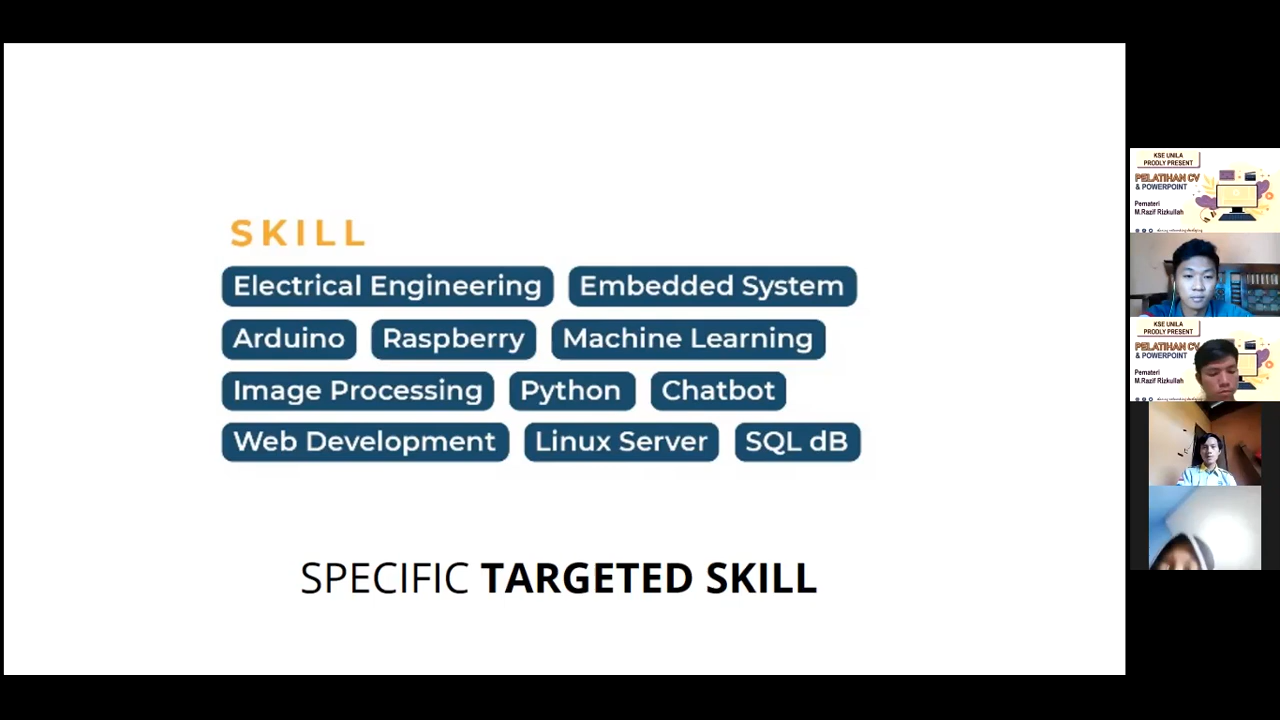 SKILL
Electrical Engineering Embedded System
Arduino Raspberry Machine Learning
Image Processing Python Chatbot
Web Development Linux Server SQL dB
SPECIFIC TARGETED SKILL
KSE UNILA
PRODLY PRESENT
PELATIHAN CV
& POWERPOINT
Pemateri
M.Razif Rizkullah
KSE UNILA
PRODLY PRESENT
PELATIHAN CV
& POWERPOINT
Pemateri
M.Razif Rizkullah